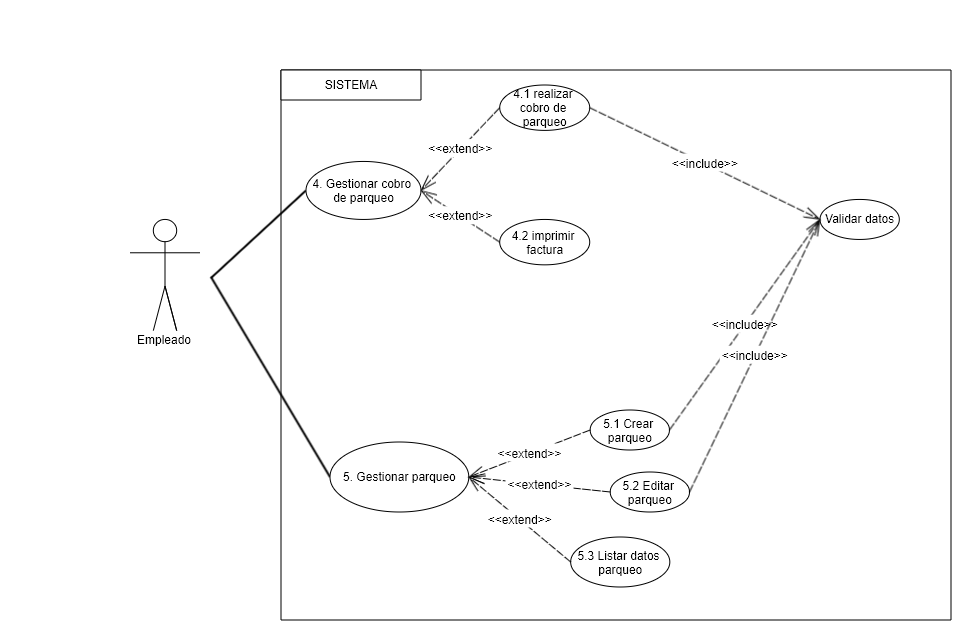 SISTEMA
4.1 realizar
cobro de
parqueo
<<extend>>
<<include>>
4. Gestionar cobro
de parqueo
<<extend>>
4.2 imprimir
factura
Validar datos
Empleado
<<include>>
<<include>>
5.1 Crear
parqueo
<<extend>>
5. Gestionar parqueo
<<extend>>
5.2 Editar
parqueo
<<extend>>
5.3 Listar datos
parqueo